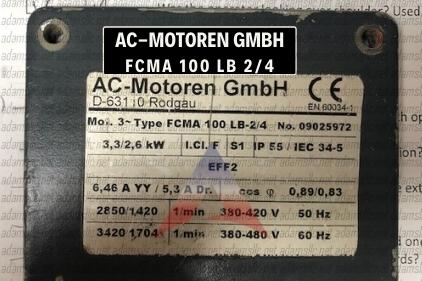 AC-MOTOREN GMBH
FCMA 100 LB 2/4
AC-Motoren GmbH
Rodgau
EN 60034-1
3~ Type FCMA 100 LB-2/4 No. 09025972
3,3/2,6 kW I.Cl. F S1 IP 55 / IEC 34-5
EFF2
6,46 A YY / 5,3 A Dr. cos φ 0,89/0,83
2850/1420 1/min 380-420 V 50 Hz
3420 1704 1/min 380-480 V 60 Hz